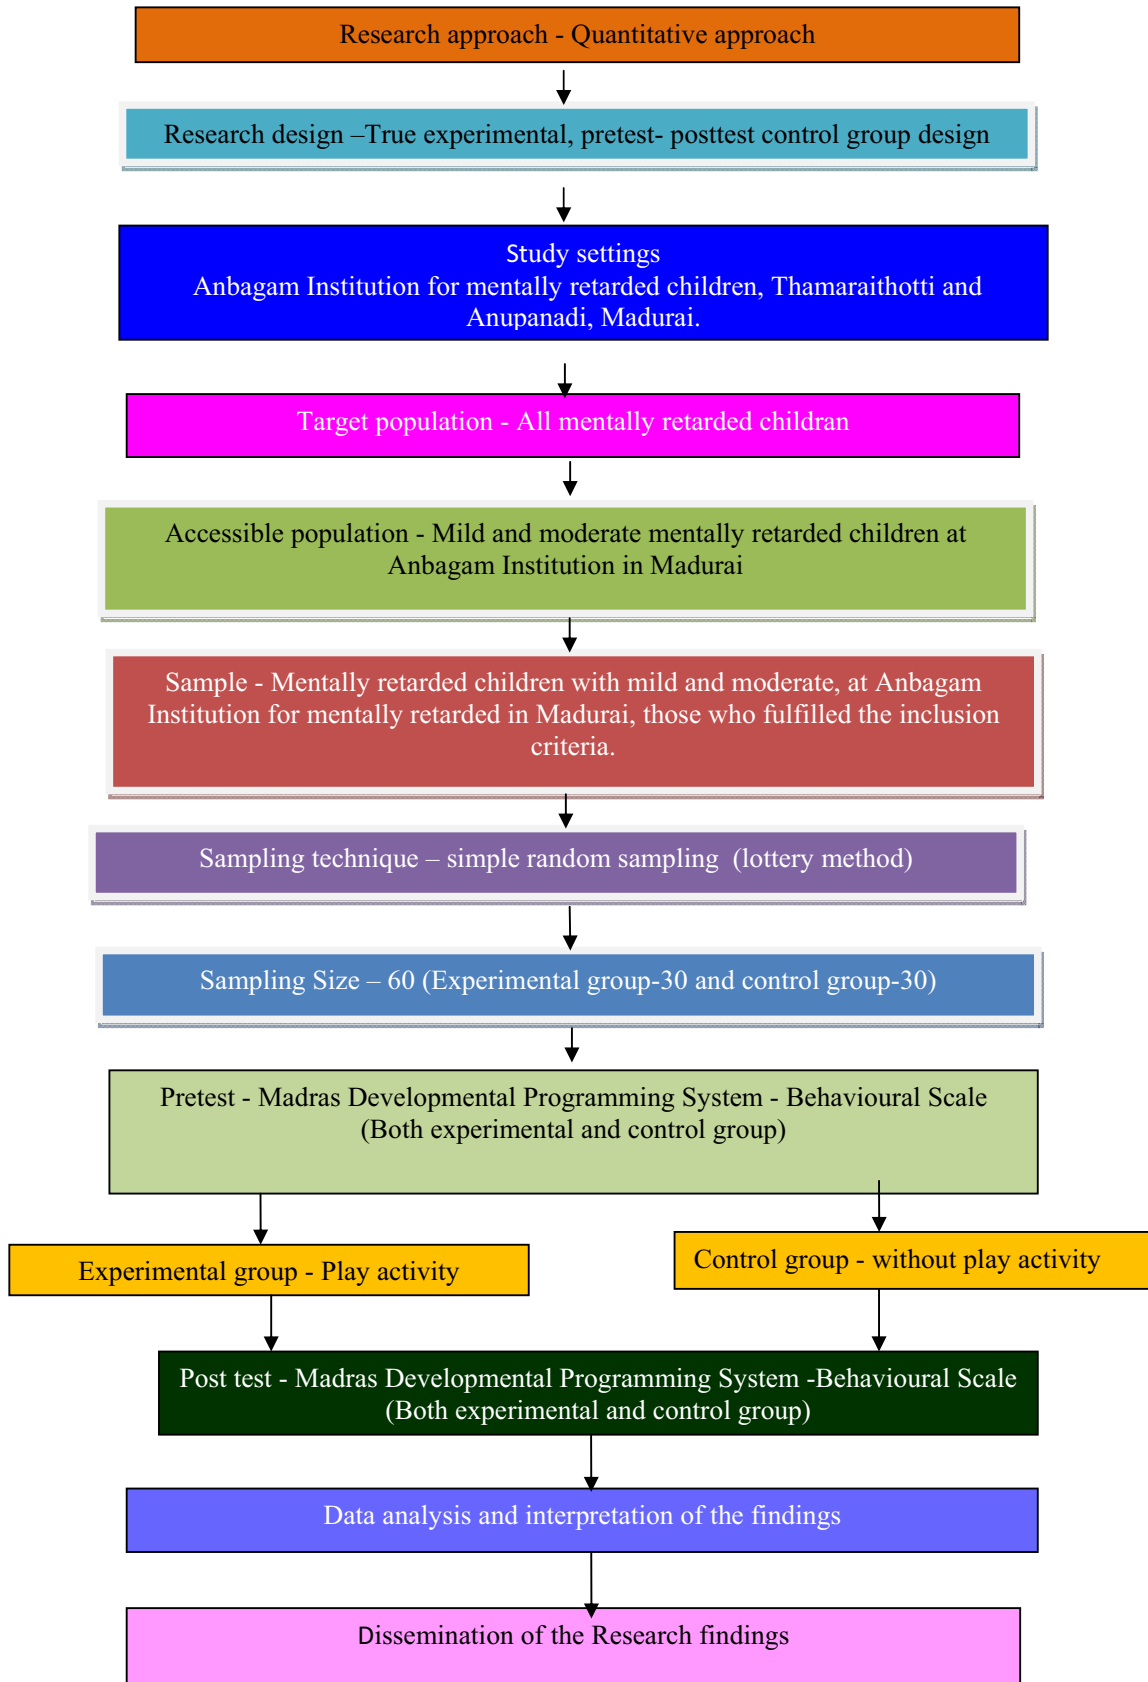 Research approach - Quantitative approach
Research design –True experimental, pretest- posttest control group design
Study settings
Anbagam Institution for mentally retarded children, Thamaraithotti and
Anupanadi, Madurai.
Target population - All mentally retarded childran
Accessible population - Mild and moderate mentally retarded children at
Anbagam Institution in Madurai
Sample - Mentally retarded children with mild and moderate, at Anbagam
Institution for mentally retarded in Madurai, those who fulfilled the inclusion
criteria.
Sampling technique – simple random sampling (lottery method)
Sampling Size – 60 (Experimental group-30 and control group-30)
Pretest - Madras Developmental Programming System - Behavioural Scale
(Both experimental and control group)
Experimental group - Play activity
Control group - without play activity
Post test - Madras Developmental Programming System -Behavioural Scale
(Both experimental and control group)
Data analysis and interpretation of the findings
Dissemination of the Research findings